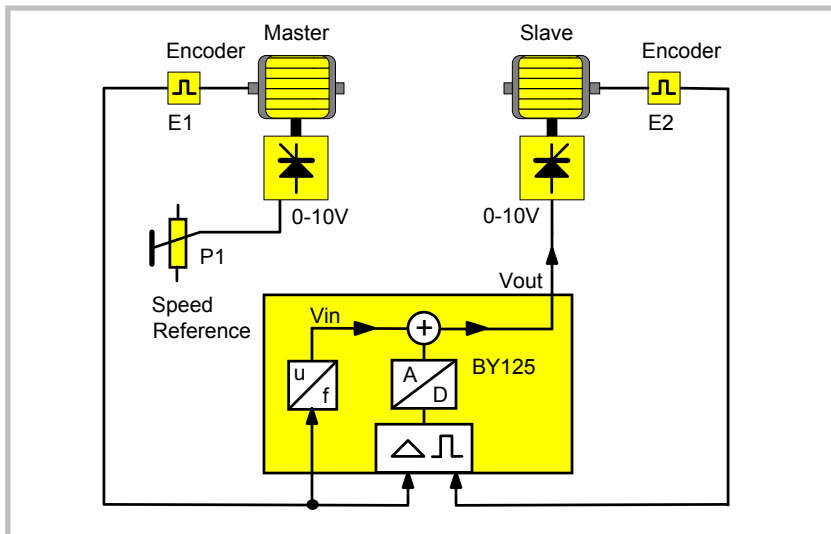 Master
Slave
Encoder
Encoder
E1
E2
0-10V
0-10V
P1
Speed
Reference
Vout
Vin
BY125
u
f
A
D